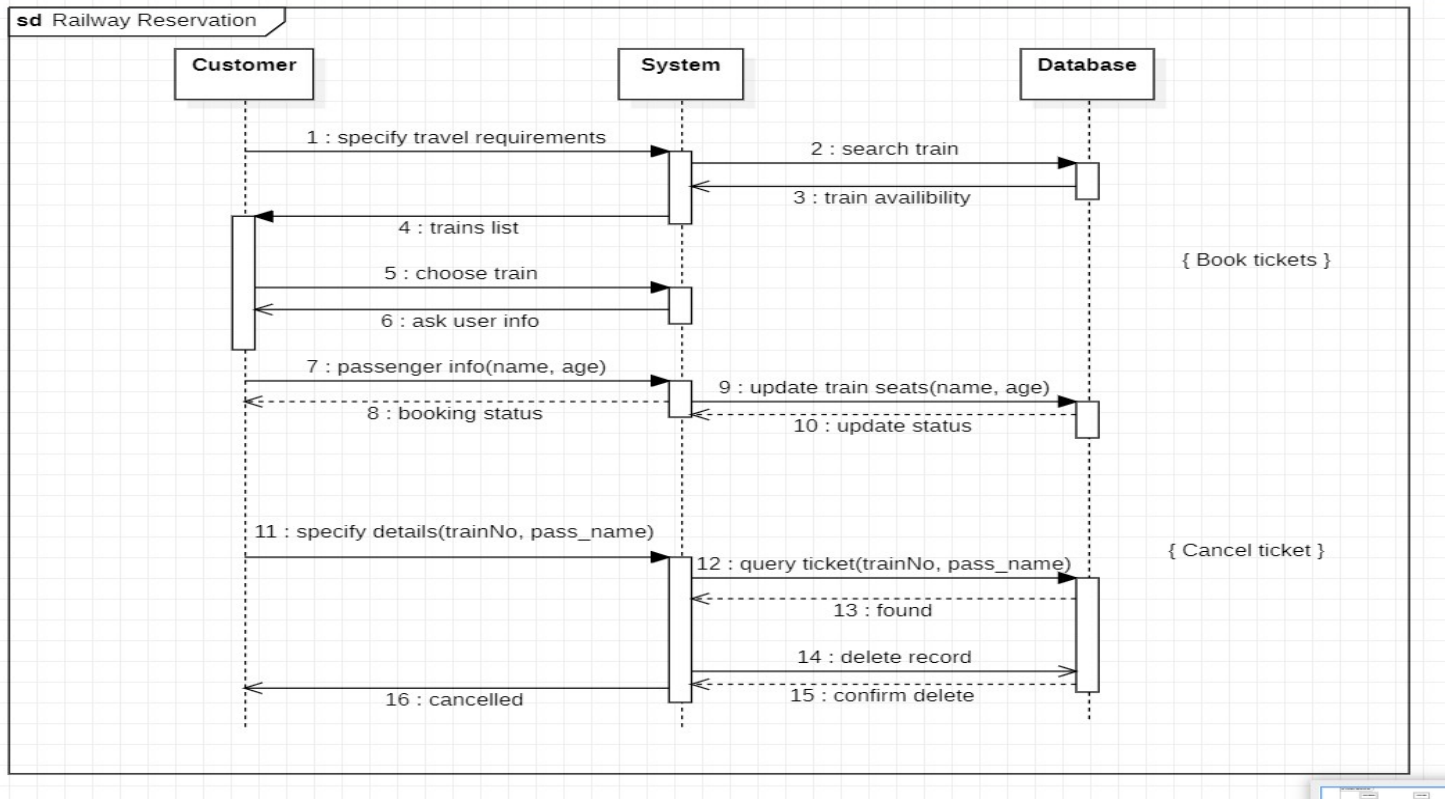 sd Railway Reservation
Customer
System
Database
1 : specify travel requirements
2 : search train
3 : train availibility
4 : trains list
{ Book tickets }
5 : choose train
6 : ask user info
7 : passenger info(name, age)
9 : update train seats(name, age)
8 : booking status
10 : update status
11 : specify details(trainNo, pass_name)
{ Cancel ticket }
12 : query ticket(trainNo, pass_name)
13 : found
14 : delete record
15 : confirm delete
16 : cancelled